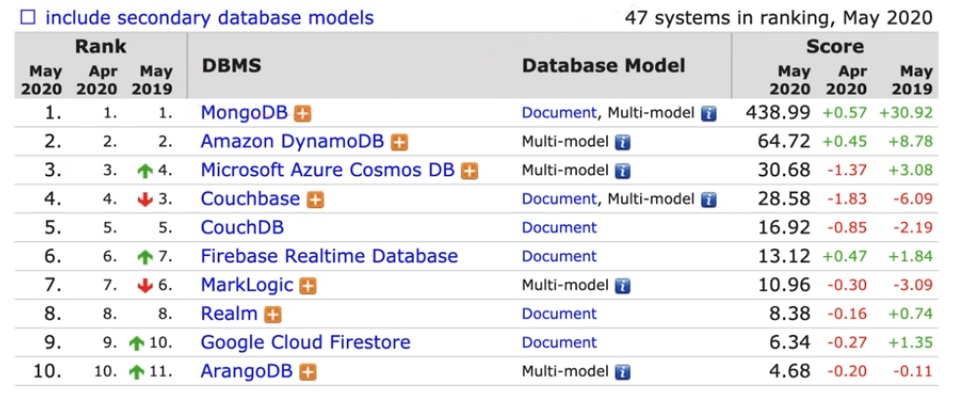 include secondary database models 47 systems in ranking, May 2020
Rank DBMS Database Model Score
May 2020 Apr 2020 May 2019 May 2020 Apr 2020 May 2019
1. 1. 1. MongoDB Document, Multi-model i 438.99 +0.57 +30.92
2. 2. 2. Amazon DynamoDB Multi-model i 64.72 +0.45 +8.78
3. 3. 4. Microsoft Azure Cosmos DB Multi-model i 30.68 -1.37 +3.08
4. 4. 3. Couchbase Document, Multi-model i 28.58 -1.83 -6.09
5. 5. 5. CouchDB Document 16.92 -0.85 -2.19
6. 6. 7. Firebase Realtime Database Document 13.12 +0.47 +1.84
7. 7. 6. MarkLogic Multi-model i 10.96 -0.30 -3.09
8. 8. 8. Realm Document 8.38 -0.16 +0.74
9. 9. 10. Google Cloud Firestore Document 6.34 -0.27 +1.35
10. 10. 11. ArangoDB Multi-model i 4.68 -0.20 -0.11